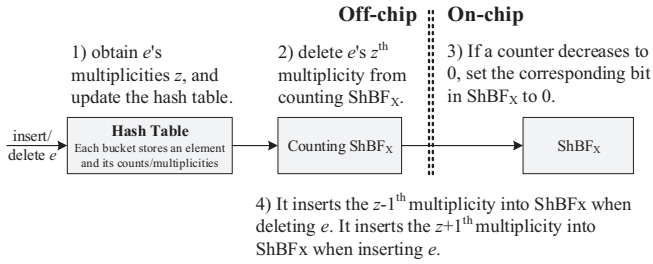 Off-chip
On-chip
1) obtain e's
multiplicities z, and
update the hash table.
2) delete e's zth
multiplicity from
counting ShBFX.
3) If a counter decreases to
0, set the corresponding bit
in ShBFX to 0.
insert/
delete e
Hash Table
Each bucket stores an element
and its counts/multiplicities
Counting ShBFX
ShBFX
4) It inserts the z-1th multiplicity into ShBFx when
deleting e. It inserts the z+1th multiplicity into
ShBFx when inserting e.